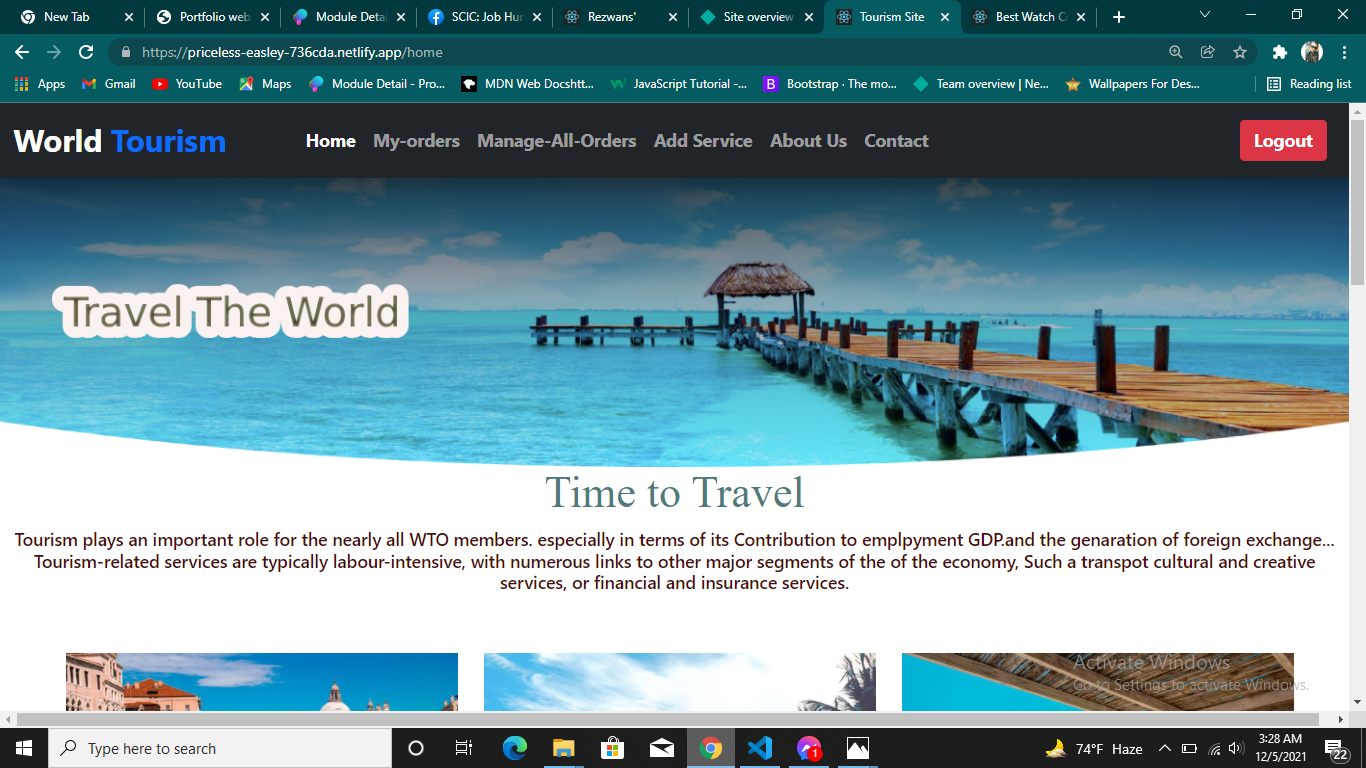 New Tab
Portfolio web
Module Deta
SCIC: Job Hu
Rezwans'
Site overview
Tourism Site
Best Watch C
https://priceless-easley-736cda.netlify.app/home
Apps
Gmail
YouTube
Maps
Module Detail - Pro...
MDN Web Docshtt...
JavaScript Tutorial -...
Bootstrap · The mo...
Team overview | Ne...
Wallpapers For Des...
Reading list
World Tourism
Home
My-orders
Manage-All-Orders
Add Service
About Us
Contact
Logout
Travel The World
Time to Travel
Tourism plays an important role for the nearly all WTO members. especially in terms of its Contribution to emplpyment GDP.and the genaration of foreign exchange...
Tourism-related services are typically labour-intensive, with numerous links to other major segments of the of the economy, Such a transpot cultural and creative
services, or financial and insurance services.
Activate Windows
Go to Settings to activate Windows.
Type here to search
1
74°F Haze
3:28 AM
12/5/2021
22